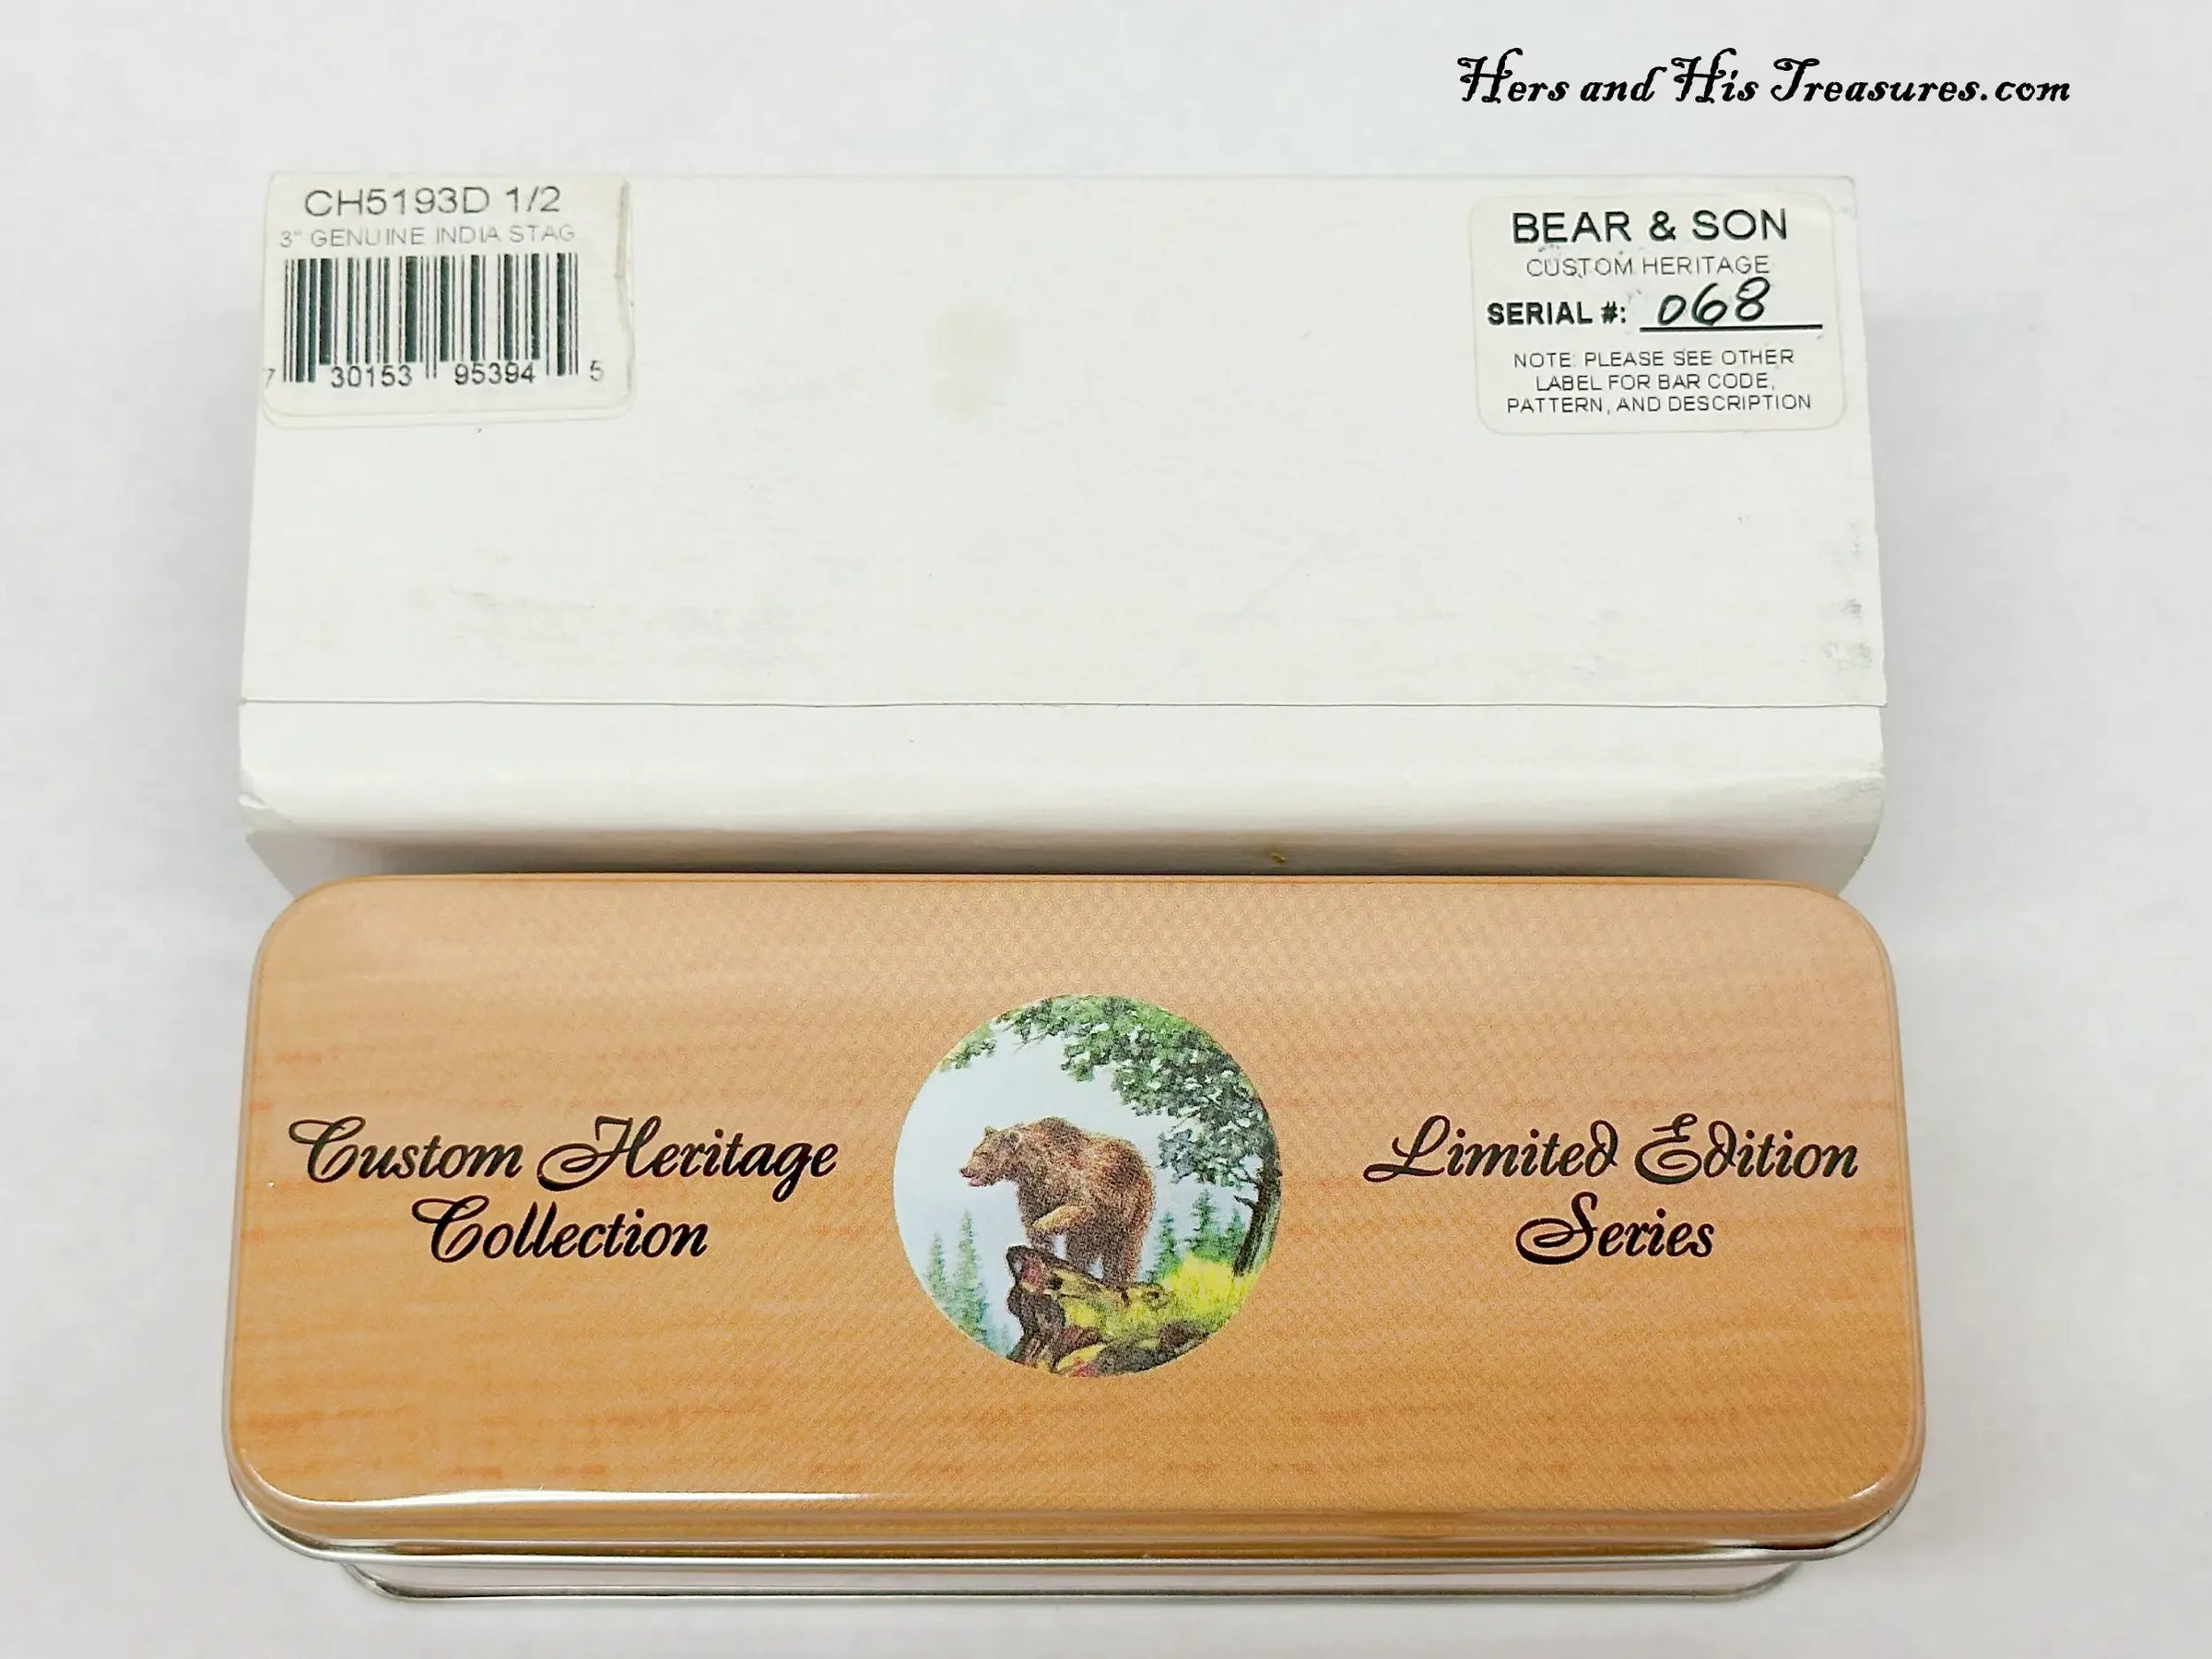 Hers and His Treasures.com
CH5193D 1/2
3" GENUINE INDIA STAG
7 30153 95394 5
BEAR & SON
CUSTOM HERITAGE
SERIAL #: 068
NOTE: PLEASE SEE OTHER
LABEL FOR BAR CODE,
PATTERN, AND DESCRIPTION
Custom Heritage
Collection
Limited Edition
Series